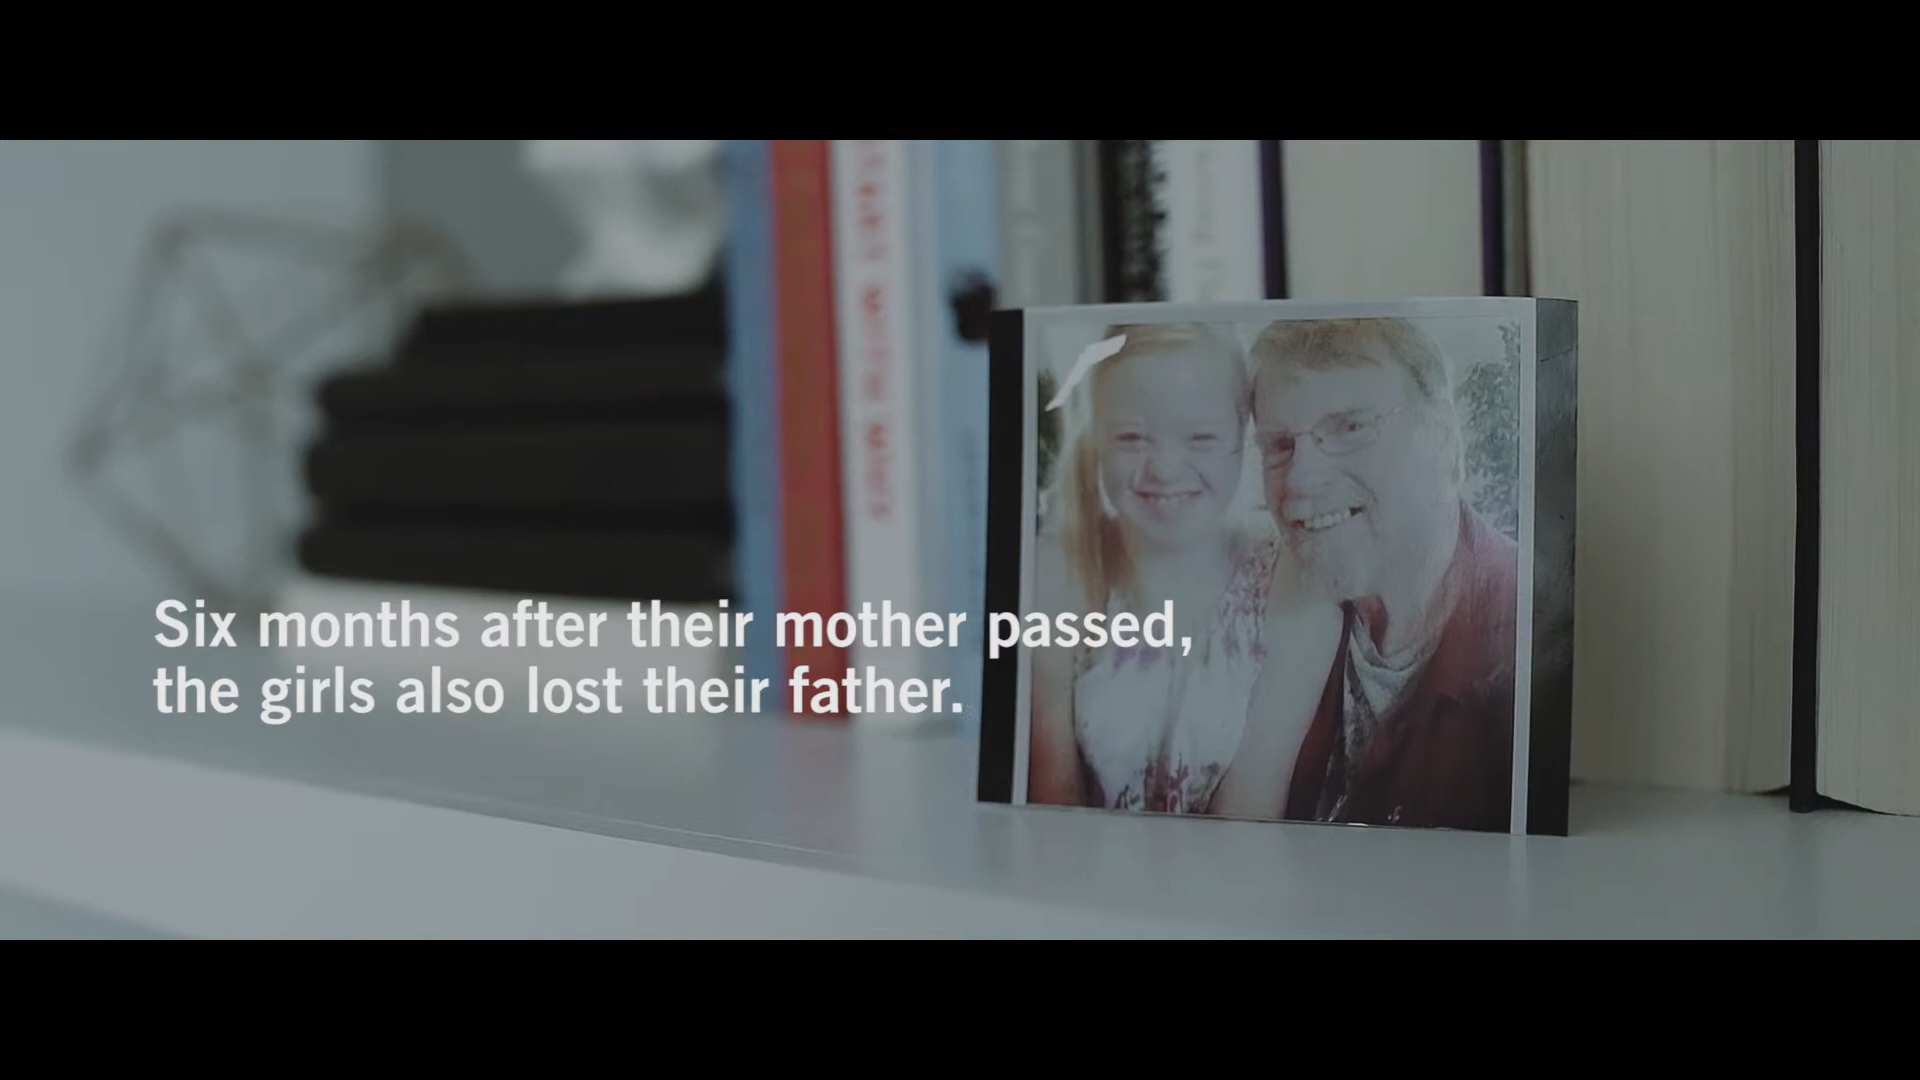 Six months after their mother passed,
the girls also lost their father.